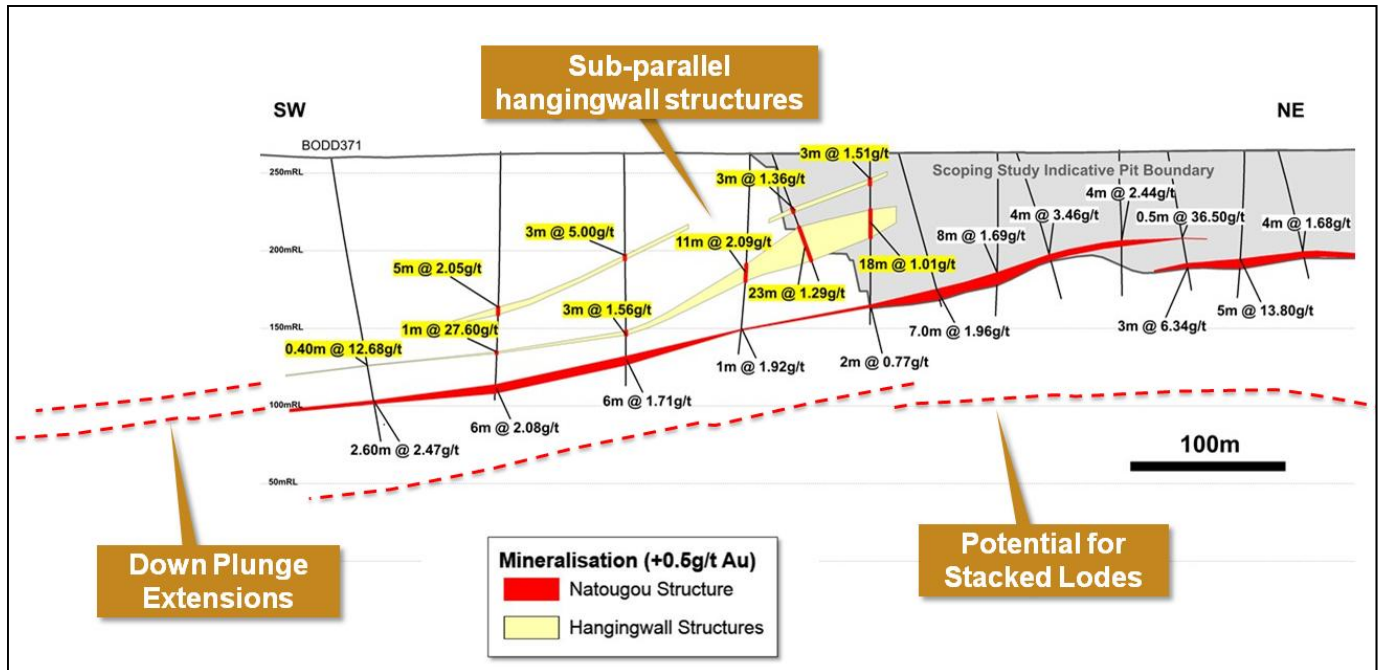 Sub-parallel
hangingwall structures
SW
NE
BODD371
250mRL
200mRL
150mRL
100mRL
50mRL
Scoping Study Indicative Pit Boundary
3m @ 1.51g/t
3m @ 1.36g/t
4m @ 2.44g/t
4m @ 3.46g/t
0.5m @ 36.50g/t
4m @ 1.68g/t
3m @ 5.00g/t
11m @ 2.09g/t
8m @ 1.69g/t
5m @ 2.05g/t
18m @ 1.01g/t
23m @ 1.29g/t
3m @ 1.56g/t
1m @ 27.60g/t
0.40m @ 12.68g/t
7.0m @ 1.96g/t
3m @ 6.34g/t
5m @ 13.80g/t
1m @ 1.92g/t
2m @ 0.77g/t
6m @ 1.71g/t
6m @ 2.08g/t
2.60m @ 2.47g/t
100m
Down Plunge
Extensions
Potential for
Stacked Lodes
Mineralisation (+0.5g/t Au)
Natougou Structure
Hangingwall Structures